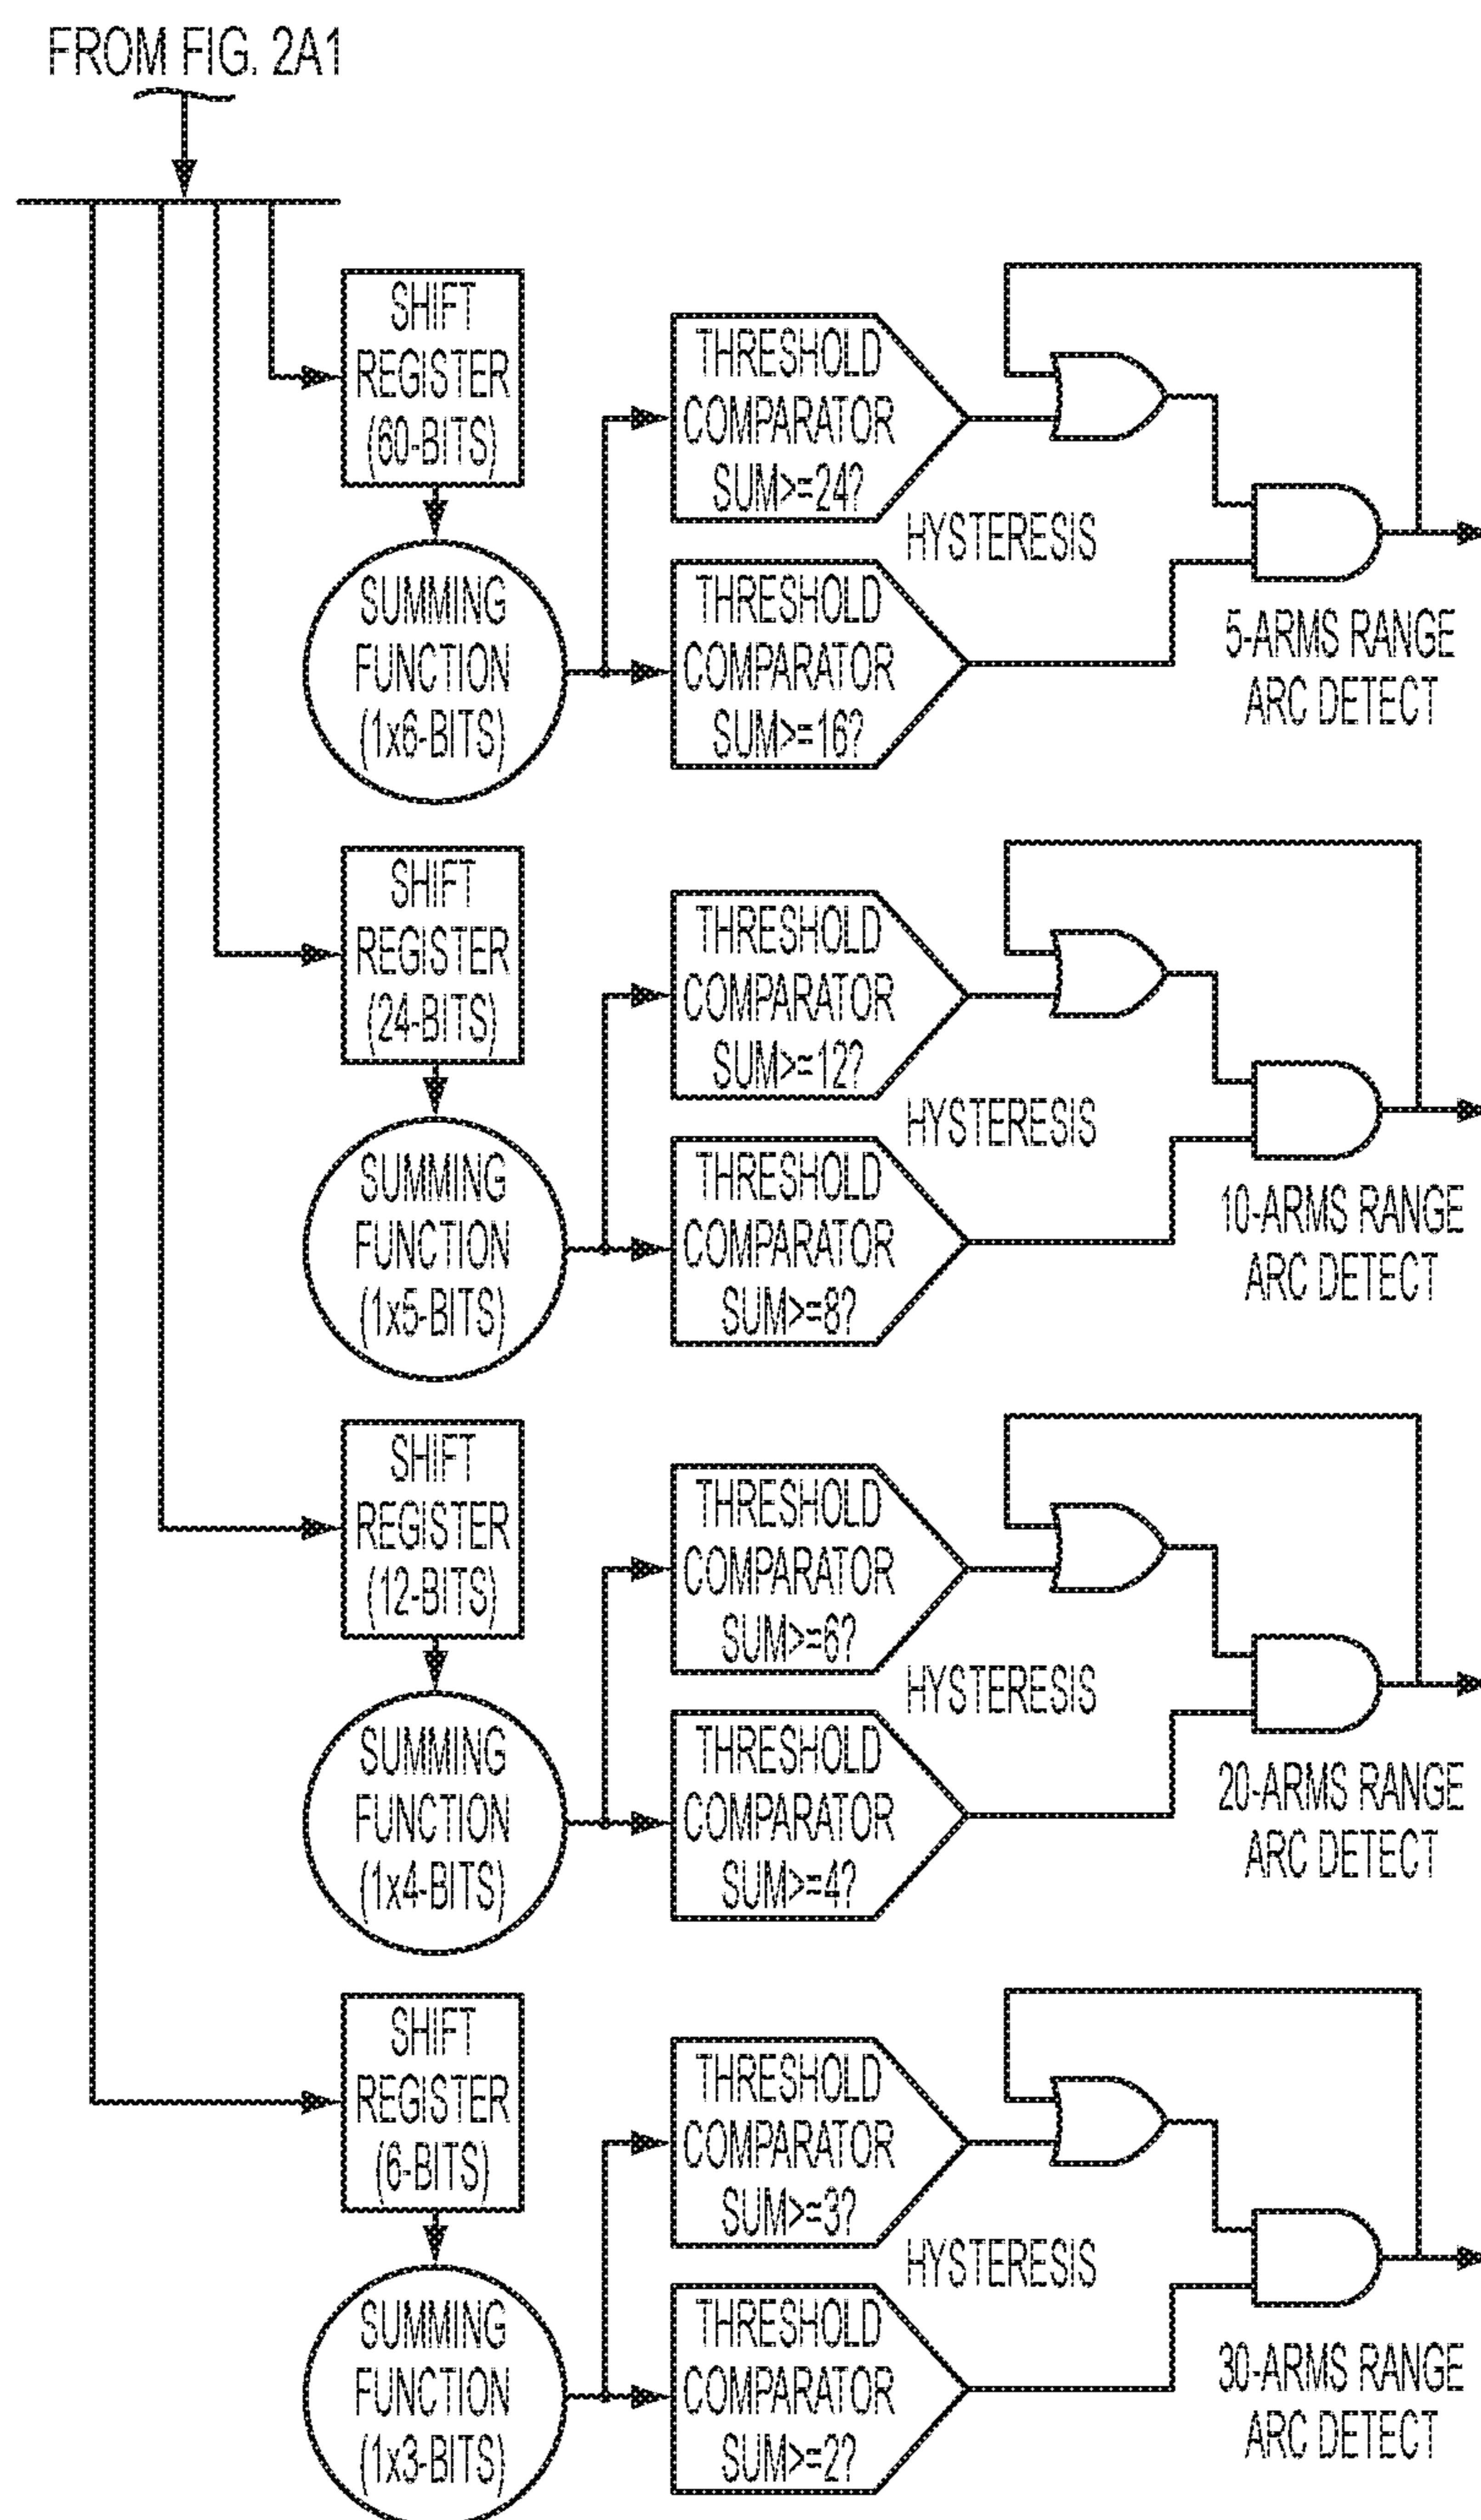 FROM FIG. 2A1
SHIFT
REGISTER
(60-BITS)
SUMMING
FUNCTION
(1x6-BITS)
THRESHOLD
COMPARATOR
SUM>=24?
HYSTERESIS
THRESHOLD
COMPARATOR
SUM>=16?
5-ARMS RANGE
ARC DETECT
SHIFT
REGISTER
(24-BITS)
SUMMING
FUNCTION
(1x5-BITS)
THRESHOLD
COMPARATOR
SUM>=12?
HYSTERESIS
THRESHOLD
COMPARATOR
SUM>=8?
10-ARMS RANGE
ARC DETECT
SHIFT
REGISTER
(12-BITS)
SUMMING
FUNCTION
(1x4-BITS)
THRESHOLD
COMPARATOR
SUM>=6?
HYSTERESIS
THRESHOLD
COMPARATOR
SUM>=4?
20-ARMS RANGE
ARC DETECT
SHIFT
REGISTER
(6-BITS)
SUMMING
FUNCTION
(1x3-BITS)
THRESHOLD
COMPARATOR
SUM>=3?
HYSTERESIS
THRESHOLD
COMPARATOR
SUM>=2?
30-ARMS RANGE
ARC DETECT